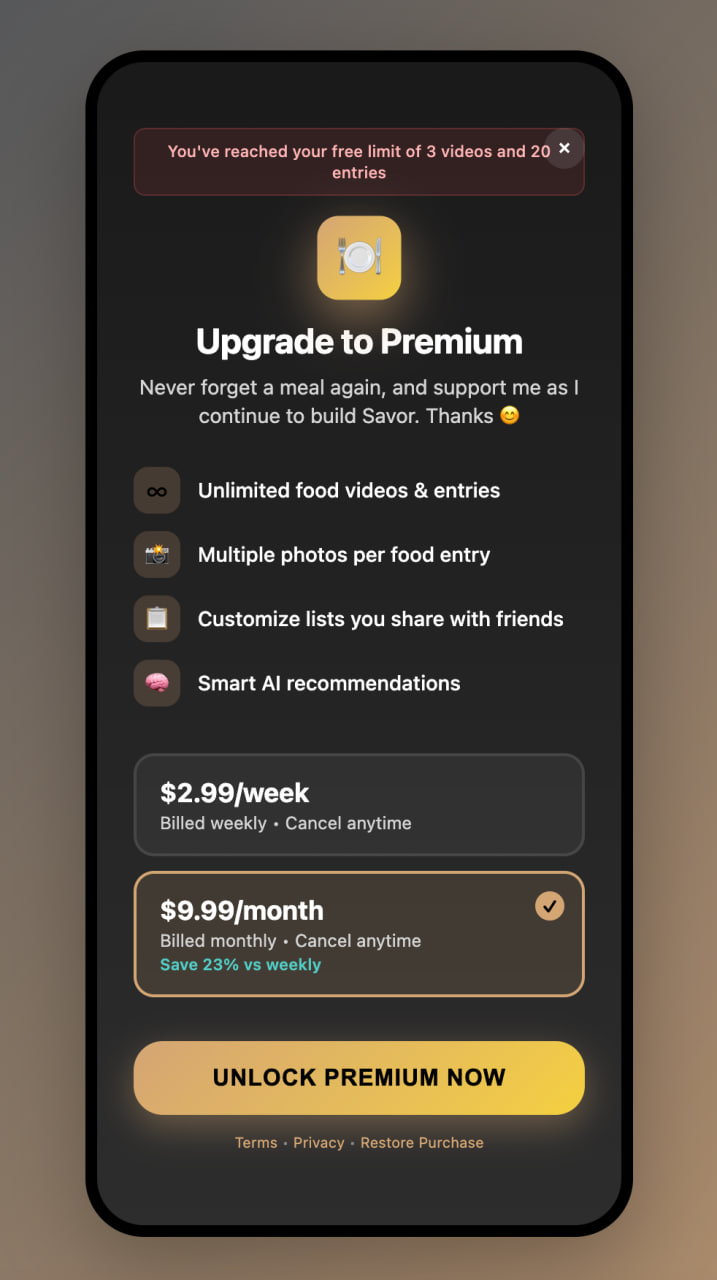 You've reached your free limit of 3 videos and 20
entries
Upgrade to Premium
Never forget a meal again, and support me as I
continue to build Savor. Thanks 😊
Unlimited food videos & entries
Multiple photos per food entry
Customize lists you share with friends
Smart AI recommendations
$2.99/week
Billed weekly • Cancel anytime
$9.99/month
Billed monthly • Cancel anytime
Save 23% vs weekly
UNLOCK PREMIUM NOW
Terms • Privacy • Restore Purchase